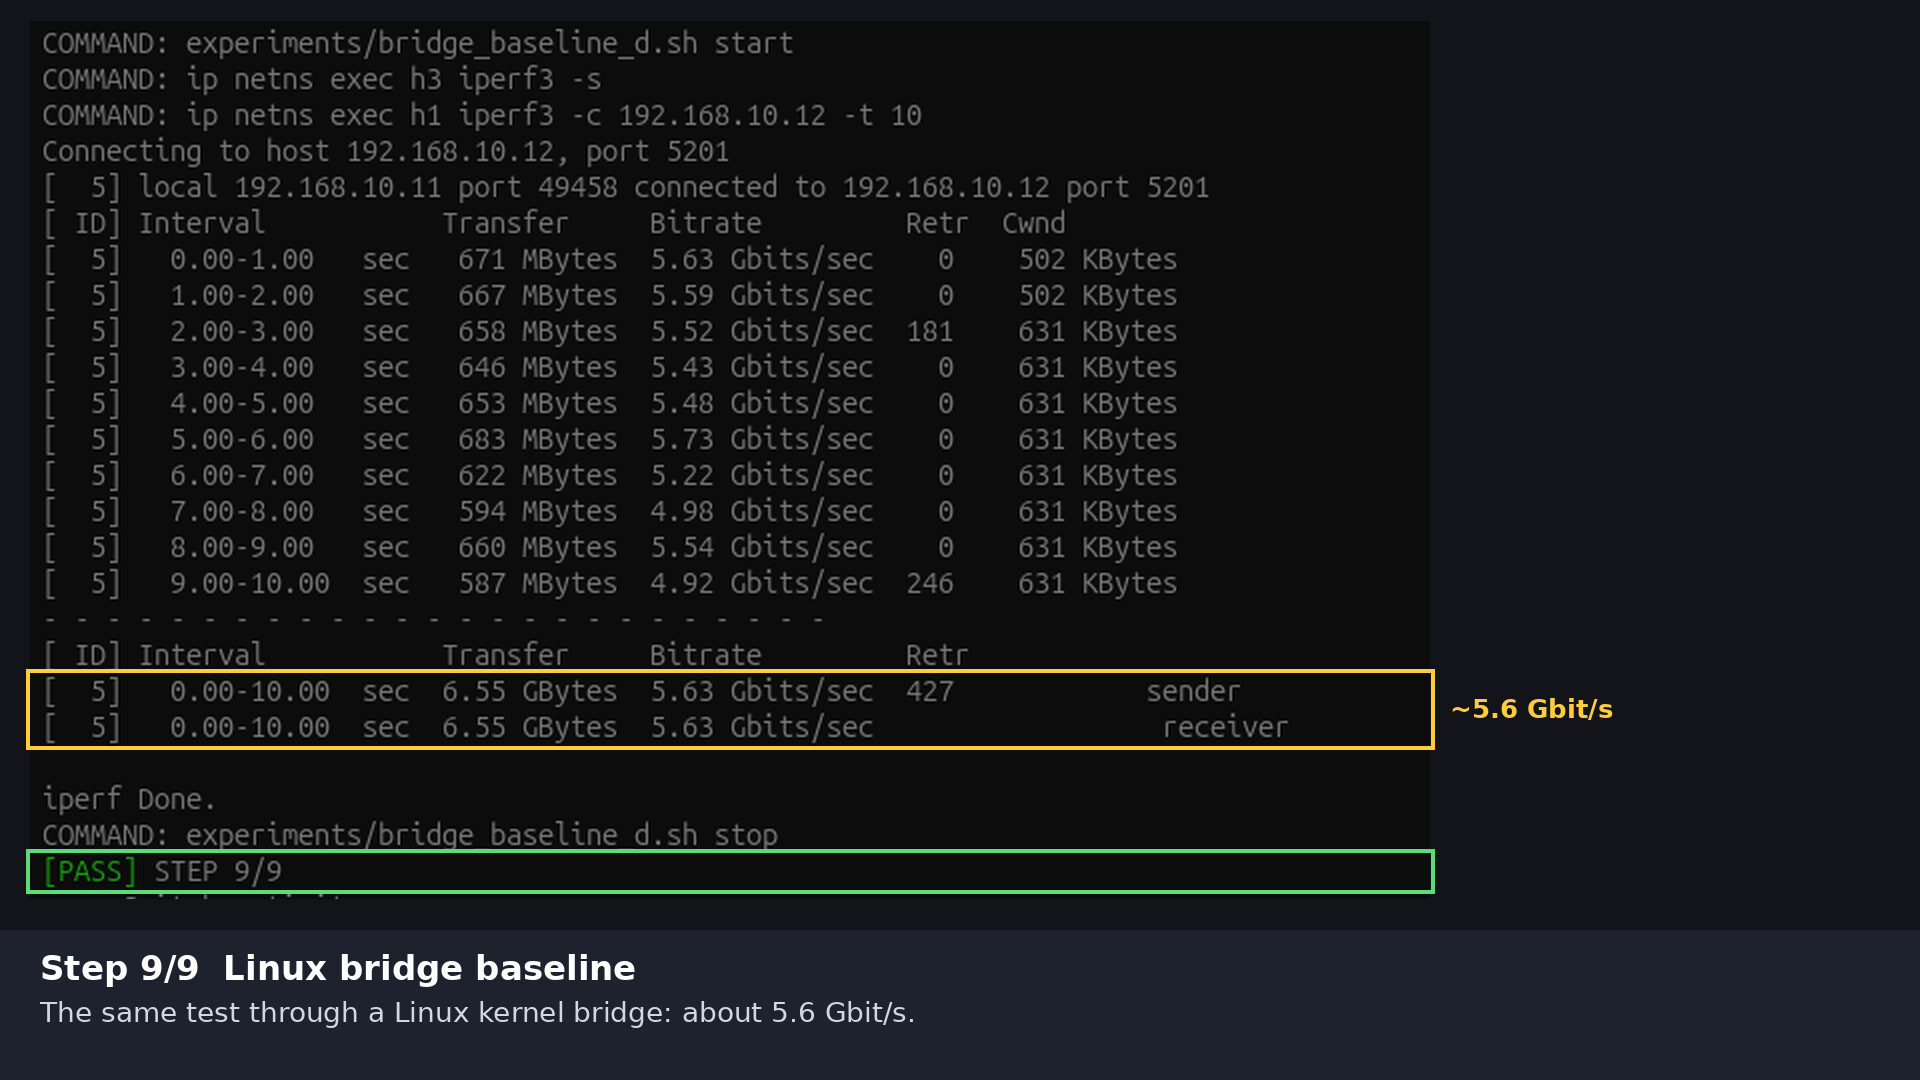 COMMAND: experiments/bridge_baseline_d.sh start
COMMAND: ip netns exec h3 iperf3 -s
COMMAND: ip netns exec h1 iperf3 -c 192.168.10.12 -t 10
Connecting to host 192.168.10.12, port 5201
[  5] local 192.168.10.11 port 49458 connected to 192.168.10.12 port 5201
[ ID] Interval           Transfer     Bitrate         Retr  Cwnd
[  5]   0.00-1.00   sec   671 MBytes  5.63 Gbits/sec    0    502 KBytes
[  5]   1.00-2.00   sec   667 MBytes  5.59 Gbits/sec    0    502 KBytes
[  5]   2.00-3.00   sec   658 MBytes  5.52 Gbits/sec  181    631 KBytes
[  5]   3.00-4.00   sec   646 MBytes  5.43 Gbits/sec    0    631 KBytes
[  5]   4.00-5.00   sec   653 MBytes  5.48 Gbits/sec    0    631 KBytes
[  5]   5.00-6.00   sec   683 MBytes  5.73 Gbits/sec    0    631 KBytes
[  5]   6.00-7.00   sec   622 MBytes  5.22 Gbits/sec    0    631 KBytes
[  5]   7.00-8.00   sec   594 MBytes  4.98 Gbits/sec    0    631 KBytes
[  5]   8.00-9.00   sec   660 MBytes  5.54 Gbits/sec    0    631 KBytes
[  5]   9.00-10.00  sec   587 MBytes  4.92 Gbits/sec  246    631 KBytes
- - - - - - - - - - - - - - - - - - - - - - - - -
[ ID] Interval           Transfer     Bitrate         Retr
[  5]   0.00-10.00  sec  6.55 GBytes  5.63 Gbits/sec  427            sender
[  5]   0.00-10.00  sec  6.55 GBytes  5.63 Gbits/sec                  receiver
~5.6 Gbit/s
iperf Done.
COMMAND: experiments/bridge_baseline_d.sh stop
[PASS] STEP 9/9
Step 9/9  Linux bridge baseline
The same test through a Linux kernel bridge: about 5.6 Gbit/s.